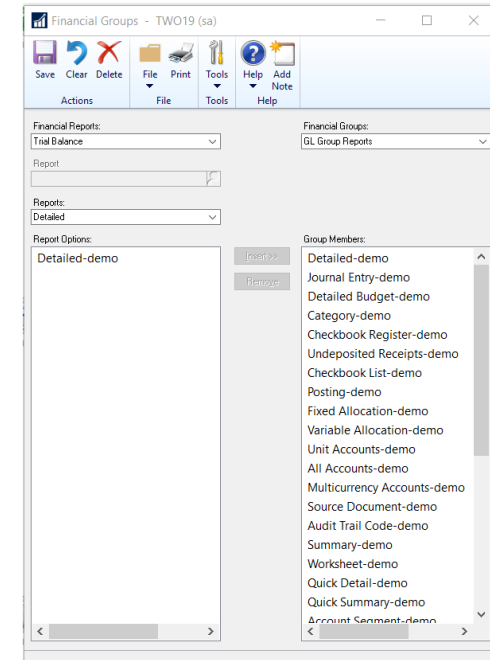 Financial Groups - TWO19 (sa)
Save Clear Delete File Print Tools Help Add Note
Actions File Tools Help
Financial Reports:
Trial Balance
Financial Groups:
GL Group Reports
Report
Reports:
Detailed
Report Options:
Detailed-demo
Insert >>
Remove
Group Members:
Detailed-demo
Journal Entry-demo
Detailed Budget-demo
Category-demo
Checkbook Register-demo
Undeposited Receipts-demo
Checkbook List-demo
Posting-demo
Fixed Allocation-demo
Variable Allocation-demo
Unit Accounts-demo
All Accounts-demo
Multicurrency Accounts-demo
Source Document-demo
Audit Trail Code-demo
Summary-demo
Worksheet-demo
Quick Detail-demo
Quick Summary-demo
Account Segment-demo